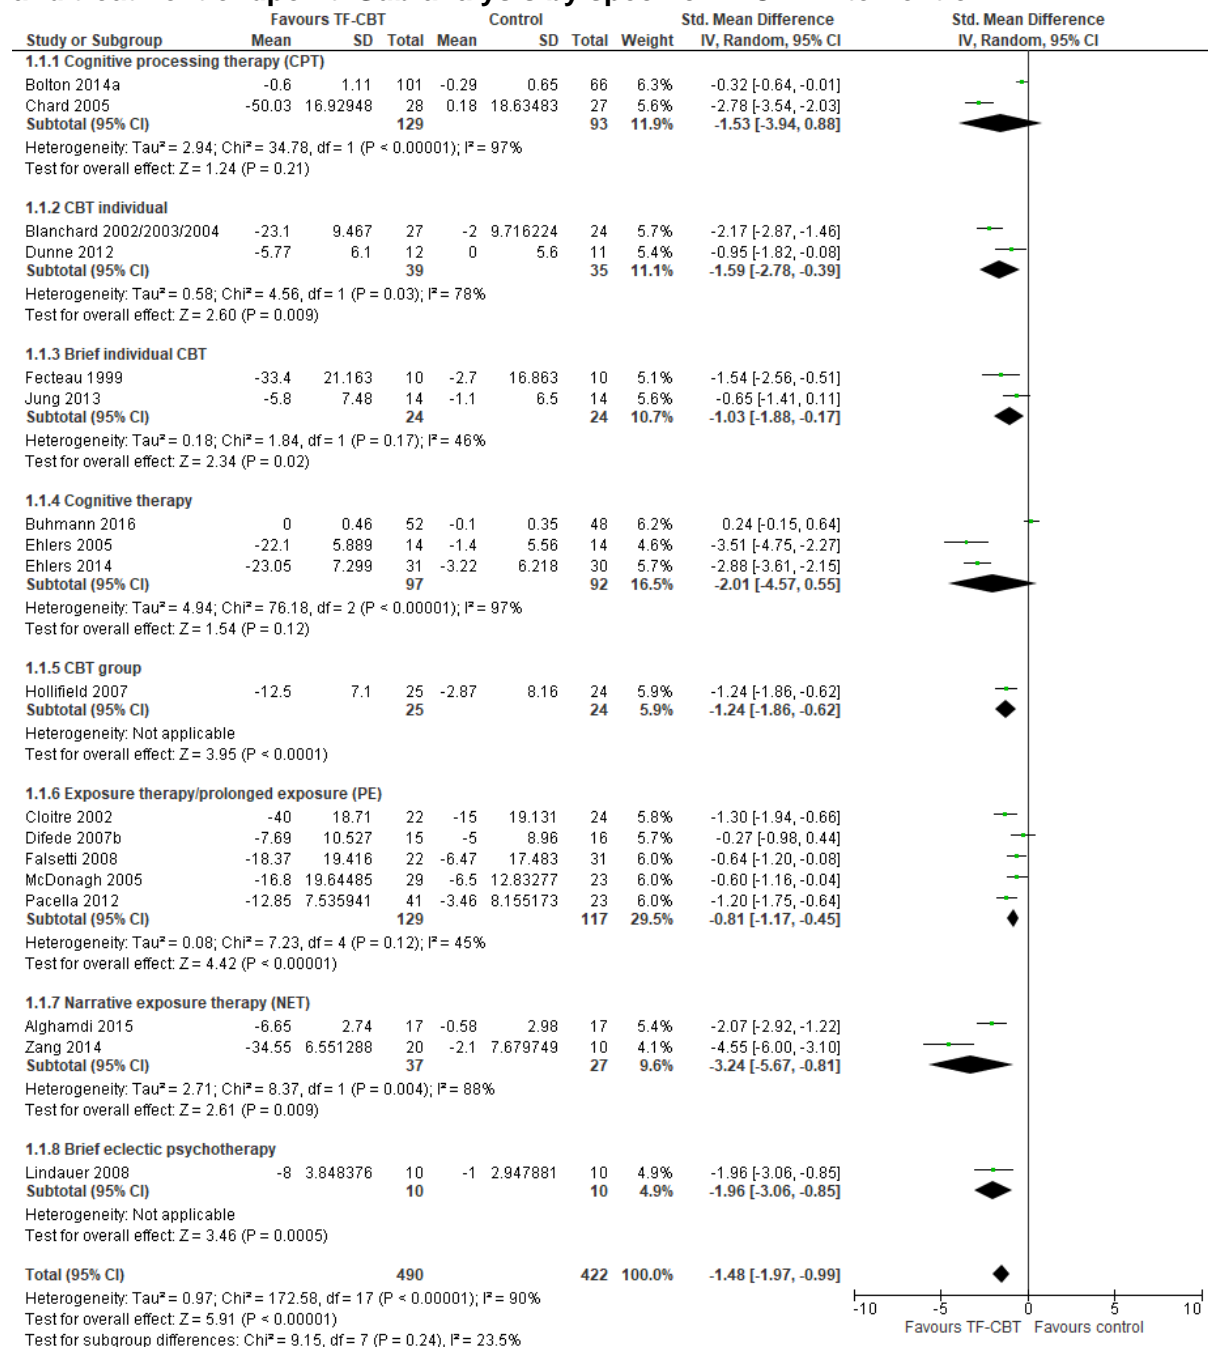 Favours TF-CBT Control Std. Mean Difference Std. Mean Difference
Study or Subgroup Mean SD Total Mean SD Total Weight IV, Random, 95% CI IV, Random, 95% CI
1.1.1 Cognitive processing therapy (CPT)
Bolton 2014a -0.6 1.11 101 -0.29 0.65 66 6.3% -0.32 [-0.64, -0.01]
Chard 2005 -50.03 16.92948 28 0.18 18.63483 27 5.6% -2.78 [-3.54, -2.03]
Subtotal (95% CI) 129 93 11.9% -1.53 [-3.94, 0.88]
Heterogeneity: Tau² = 2.94; Chi² = 34.78, df = 1 (P < 0.00001); I² = 97%
Test for overall effect: Z = 1.24 (P = 0.21)
1.1.2 CBT individual
Blanchard 2002/2003/2004 -23.1 9.467 27 -2 9.716224 24 5.7% -2.17 [-2.87, -1.46]
Dunne 2012 -5.77 6.1 12 0 5.6 11 5.4% -0.95 [-1.82, -0.08]
Subtotal (95% CI) 39 35 11.1% -1.59 [-2.78, -0.39]
Heterogeneity: Tau² = 0.58; Chi² = 4.56, df = 1 (P = 0.03); I² = 78%
Test for overall effect: Z = 2.60 (P = 0.009)
1.1.3 Brief individual CBT
Fecteau 1999 -33.4 21.163 10 -2.7 16.863 10 5.1% -1.54 [-2.56, -0.51]
Jung 2013 -5.8 7.48 14 -1.1 6.5 14 5.6% -0.65 [-1.41, 0.11]
Subtotal (95% CI) 24 24 10.7% -1.03 [-1.88, -0.17]
Heterogeneity: Tau² = 0.18; Chi² = 1.84, df = 1 (P = 0.17); I² = 46%
Test for overall effect: Z = 2.34 (P = 0.02)
1.1.4 Cognitive therapy
Buhmann 2016 0 0.46 52 -0.1 0.35 48 6.2% 0.24 [-0.15, 0.64]
Ehlers 2005 -22.1 5.889 14 -1.4 5.56 14 4.6% -3.51 [-4.75, -2.27]
Ehlers 2014 -23.05 7.299 31 -3.22 6.218 30 5.7% -2.88 [-3.61, -2.15]
Subtotal (95% CI) 97 92 16.5% -2.01 [-4.57, 0.55]
Heterogeneity: Tau² = 4.94; Chi² = 76.18, df = 2 (P < 0.00001); I² = 97%
Test for overall effect: Z = 1.54 (P = 0.12)
1.1.5 CBT group
Hollifield 2007 -12.5 7.1 25 -2.87 8.16 24 5.9% -1.24 [-1.86, -0.62]
Subtotal (95% CI) 25 24 5.9% -1.24 [-1.86, -0.62]
Heterogeneity: Not applicable
Test for overall effect: Z = 3.95 (P < 0.0001)
1.1.6 Exposure therapy/prolonged exposure (PE)
Cloitre 2002 -40 18.71 22 -15 19.131 24 5.8% -1.30 [-1.94, -0.66]
Difede 2007b -7.69 10.527 15 -5 8.96 16 5.7% -0.27 [-0.98, 0.44]
Falsetti 2008 -18.37 19.416 22 -6.47 17.483 31 6.0% -0.64 [-1.20, -0.08]
McDonagh 2005 -16.8 19.64485 29 -6.5 12.83277 23 6.0% -0.60 [-1.16, -0.04]
Pacella 2012 -12.85 7.535941 41 -3.46 8.155173 23 6.0% -1.20 [-1.75, -0.64]
Subtotal (95% CI) 129 117 29.5% -0.81 [-1.17, -0.45]
Heterogeneity: Tau² = 0.08; Chi² = 7.23, df = 4 (P = 0.12); I² = 45%
Test for overall effect: Z = 4.42 (P < 0.00001)
1.1.7 Narrative exposure therapy (NET)
Alghamdi 2015 -6.65 2.74 17 -0.58 2.98 17 5.4% -2.07 [-2.92, -1.22]
Zang 2014 -34.55 6.551288 20 -2.1 7.679749 10 4.1% -4.55 [-6.00, -3.10]
Subtotal (95% CI) 37 27 9.6% -3.24 [-5.67, -0.81]
Heterogeneity: Tau² = 2.71; Chi² = 8.37, df = 1 (P = 0.004); I² = 88%
Test for overall effect: Z = 2.61 (P = 0.009)
1.1.8 Brief eclectic psychotherapy
Lindauer 2008 -8 3.848376 10 -1 2.947881 10 4.9% -1.96 [-3.06, -0.85]
Subtotal (95% CI) 10 10 4.9% -1.96 [-3.06, -0.85]
Heterogeneity: Not applicable
Test for overall effect: Z = 3.46 (P = 0.0005)
Total (95% CI) 490 422 100.0% -1.48 [-1.97, -0.99]
Heterogeneity: Tau² = 0.97; Chi² = 172.58, df = 17 (P < 0.00001); I² = 90%
Test for overall effect: Z = 5.91 (P < 0.00001)
Test for subgroup differences: Chi² = 9.15, df = 7 (P = 0.24), I² = 23.5%
-10 -5 0 5 10
Favours TF-CBT Favours control